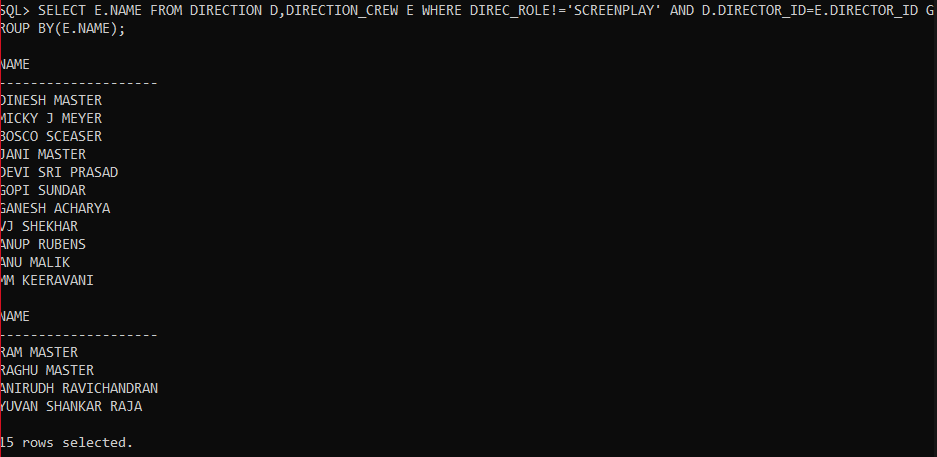 SQL> SELECT E.NAME FROM DIRECTION D,DIRECTION_CREW E WHERE DIREC_ROLE!='SCREENPLAY' AND D.DIRECTOR_ID=E.DIRECTOR_ID G
ROUP BY(E.NAME);
NAME
--------------------
DINESH MASTER
MICKY J MEYER
BOSCO SCEASER
JANI MASTER
DEVI SRI PRASAD
GOPI SUNDAR
GANESH ACHARYA
VJ SHEKHAR
ANUP RUBENS
ANU MALIK
MM KEERAVANI
NAME
--------------------
RAM MASTER
RAGHU MASTER
ANIRUDH RAVICHANDRAN
YUVAN SHANKAR RAJA
15 rows selected.